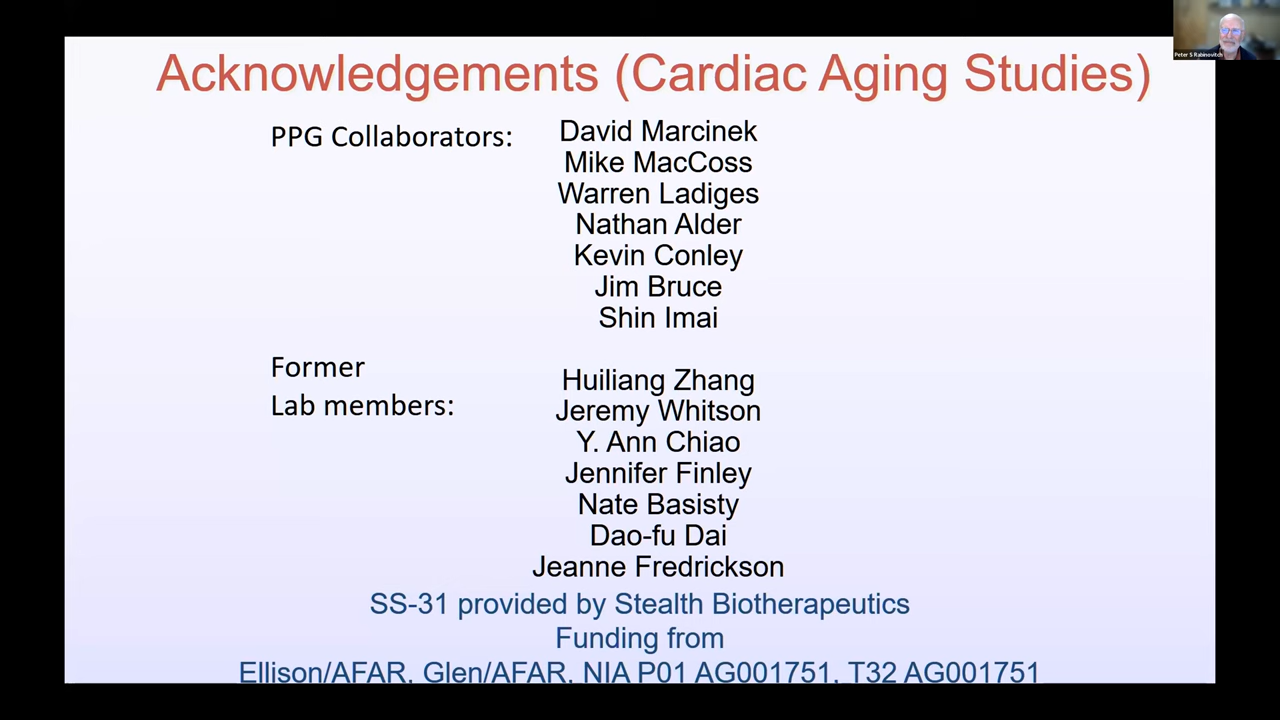 Peter S Rabinovitch
Acknowledgements (Cardiac Aging Studies)
PPG Collaborators:
David Marcinek
Mike MacCoss
Warren Ladiges
Nathan Alder
Kevin Conley
Jim Bruce
Shin Imai
Former
Lab members:
Huiliang Zhang
Jeremy Whitson
Y. Ann Chiao
Jennifer Finley
Nate Basisty
Dao-fu Dai
Jeanne Fredrickson
SS-31 provided by Stealth Biotherapeutics
Funding from
Ellison/AFAR, Glen/AFAR, NIA P01 AG001751, T32 AG001751